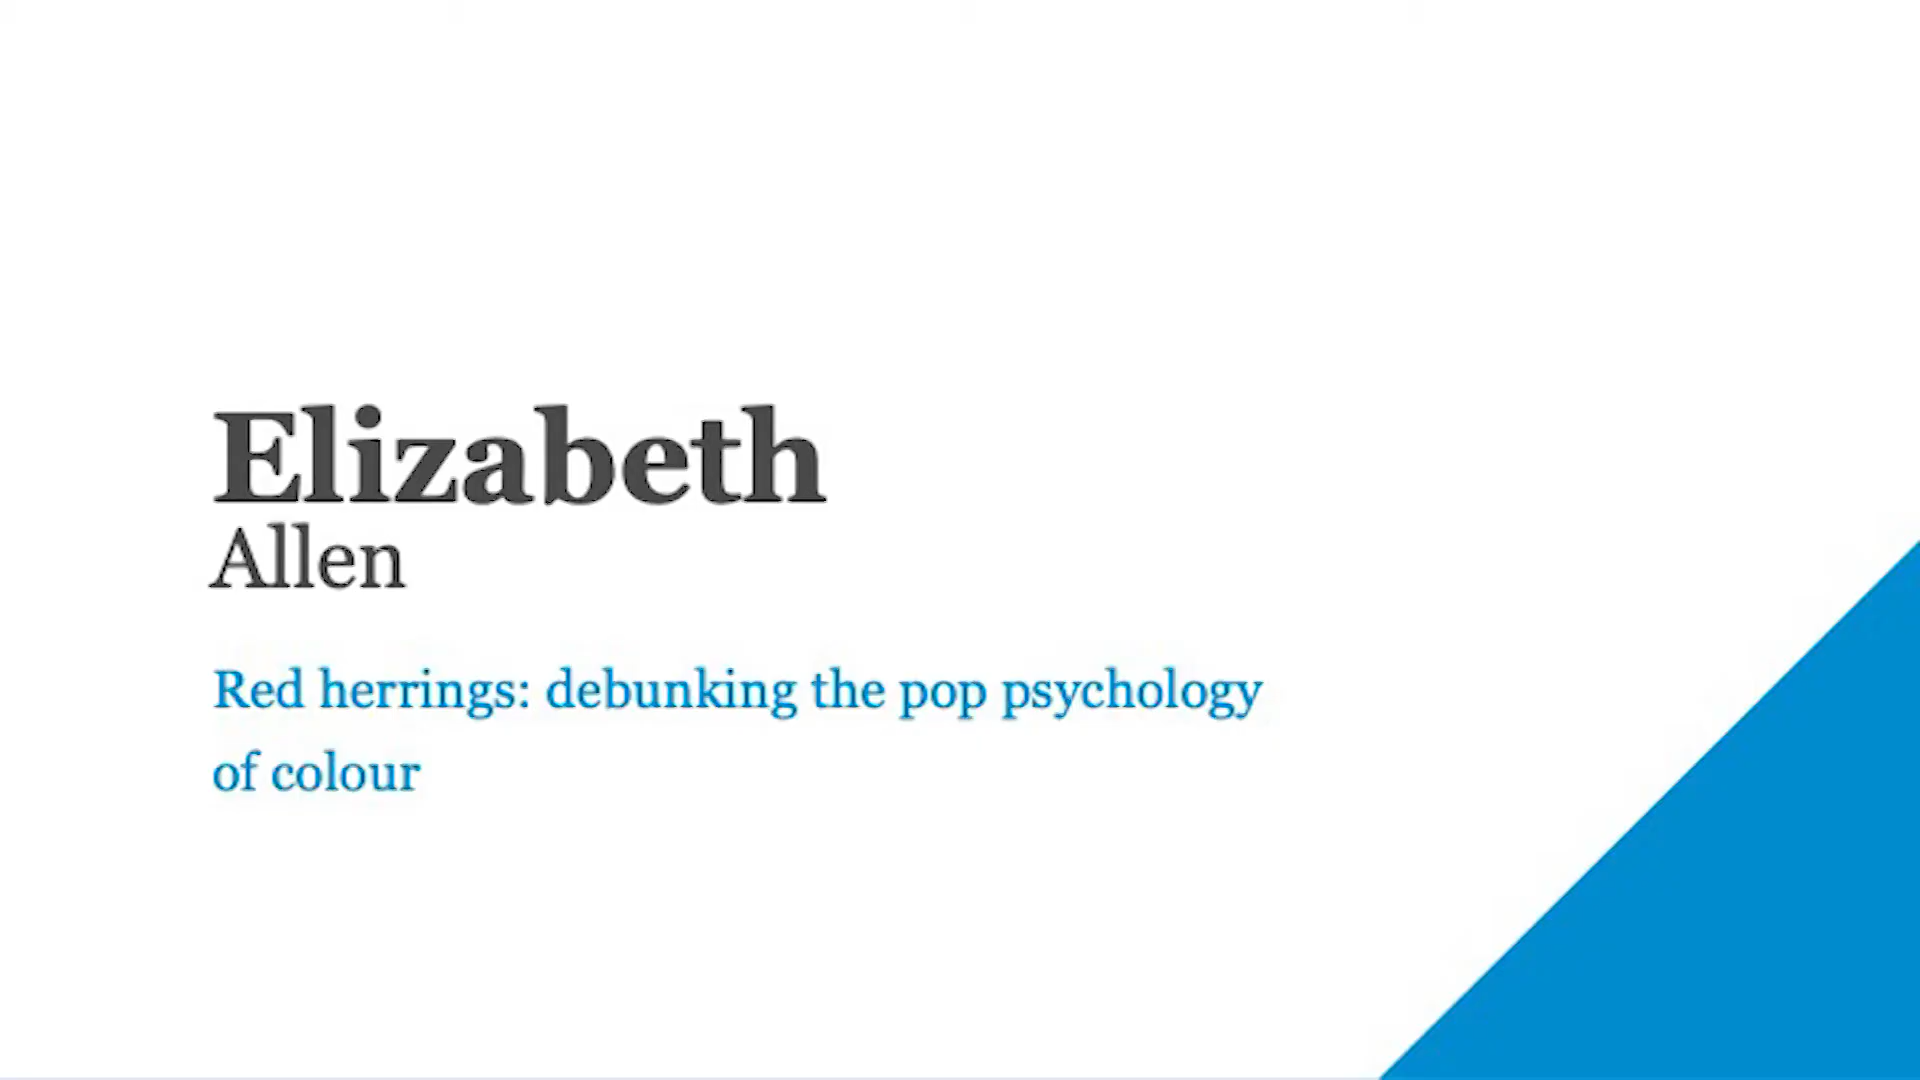 Elizabeth
Allen
Red herrings: debunking the pop psychology
of colour